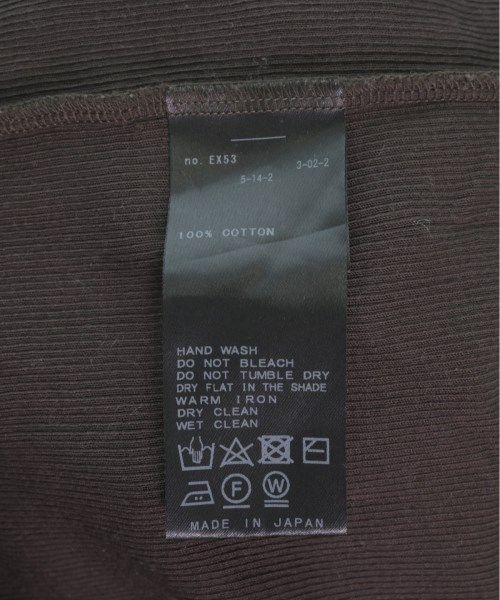 no. EX53 3-02-2
5-14-2
100% COTTON
HAND WASH
DO NOT BLEACH
DO NOT TUMBLE DRY
DRY FLAT IN THE SHADE
WARM IRON
DRY CLEAN
WET CLEAN
F W
MADE IN JAPAN